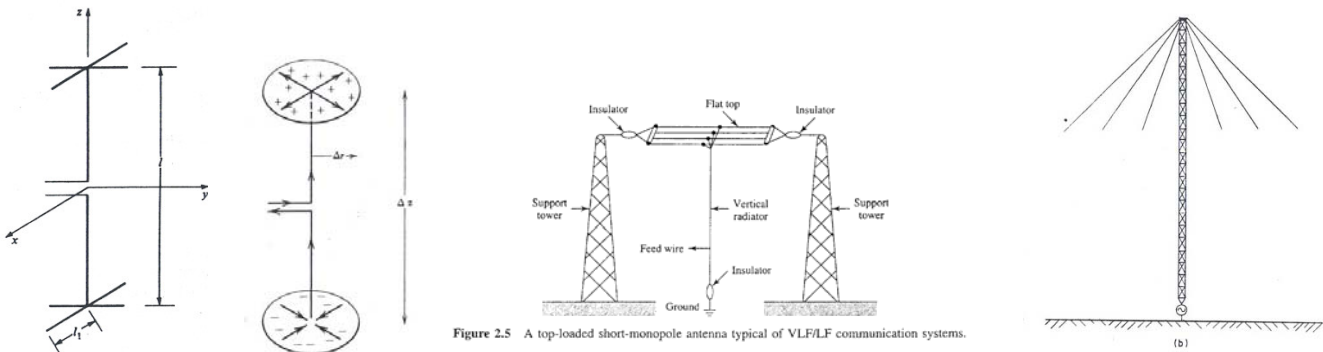 z
l
y
x
l₁
Δr
Δz
+ + + + + + + + + +
− − − − − − − −
Insulator
Flat top
Insulator
Support
tower
Vertical
radiator
Support
tower
Feed wire
Insulator
Ground
Figure 2.5 A top-loaded short-monopole antenna typical of VLF/LF communication systems.
(b)